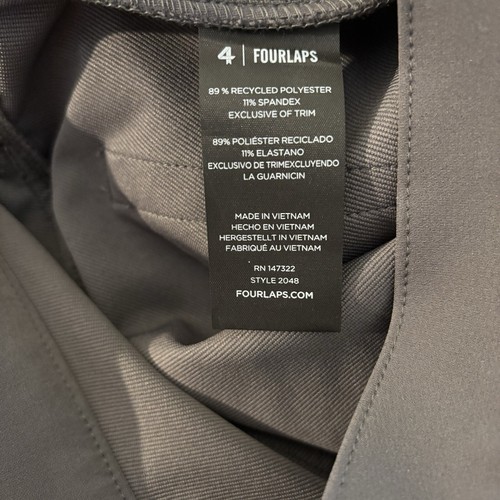 4 | FOURLAPS
89 % RECYCLED POLYESTER
11% SPANDEX
EXCLUSIVE OF TRIM
89% POLIÉSTER RECICLADO
11% ELASTANO
EXCLUSIVO DE TRIMEXCLUYENDO
LA GUARNICIN
MADE IN VIETNAM
HECHO EN VIETNAM
HERGESTELLT IN VIETNAM
FABRIQUÉ AU VIETNAM
RN 147322
STYLE 2048
FOURLAPS.COM